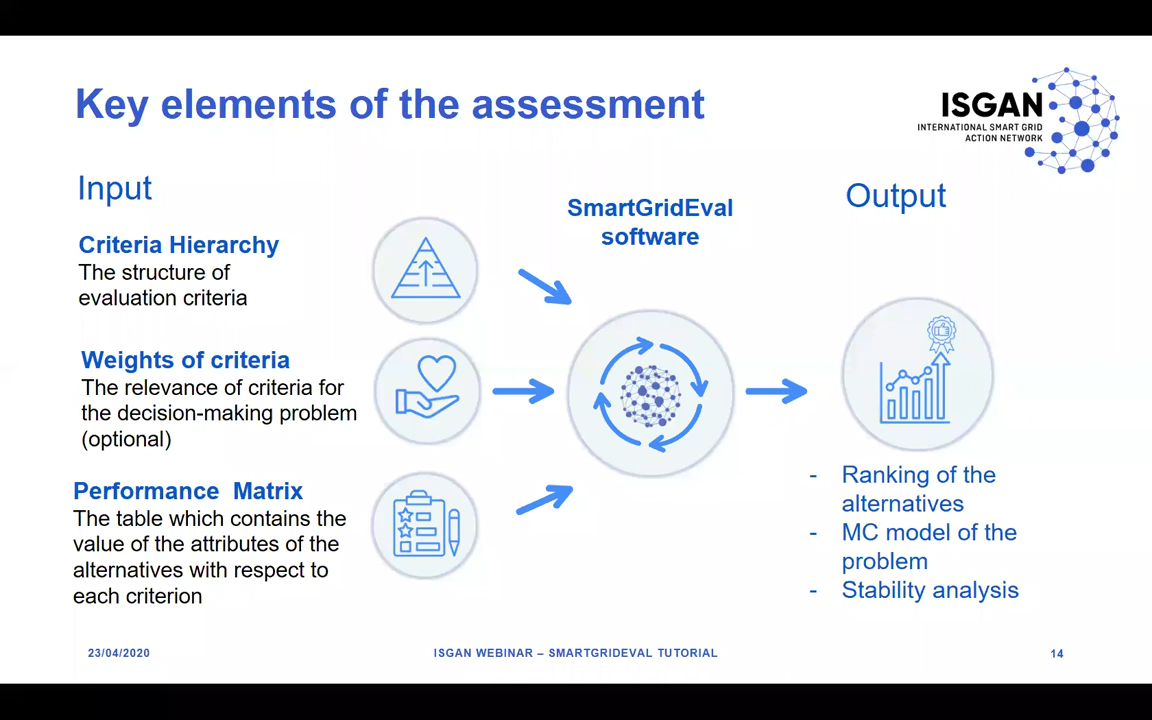 Key elements of the assessment
ISGAN
INTERNATIONAL SMART GRID
ACTION NETWORK
Input
Criteria Hierarchy
The structure of
evaluation criteria
Weights of criteria
The relevance of criteria for
the decision-making problem
(optional)
Performance Matrix
The table which contains the
value of the attributes of the
alternatives with respect to
each criterion
SmartGridEval
software
Output
- Ranking of the
alternatives
- MC model of the
problem
- Stability analysis
23/04/2020
ISGAN WEBINAR – SMARTGRIDEVAL TUTORIAL
14